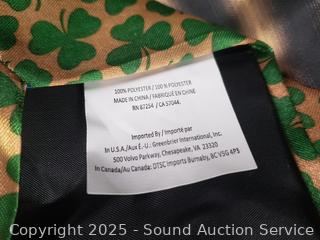 100% POLYESTER / 100 % POLYESTER
MADE IN CHINA / FABRIQUÉ EN CHINE
RN 87254 / CA 57044.
Imported By / Importé par
In U.S.A./Aux É.-U.: Greenbrier International, Inc.
500 Volvo Parkway, Chesapeake, VA 23320
In Canada/Au Canada: DTSC Imports Burnaby, BC V5G 4P3
Copyright 2025 - Sound Auction Service